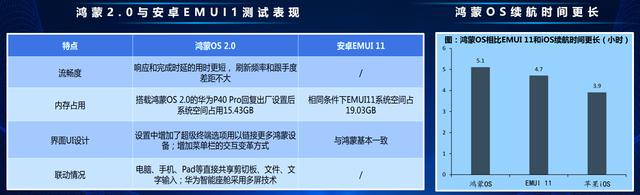 鸿蒙2.0与安卓EMUI1测试表现
特点 鸿蒙OS 2.0 安卓EMUI 11
流畅度 响应和完成时延的用时更短，刷新频率和跟手度
差距不大 /
内存占用 搭载鸿蒙OS 2.0的华为P40 Pro回复出厂设置后
系统空间占用15.43GB 相同条件下EMUI11系统空间占
用19.03GB
界面UI设计 设置中增加了超级终端选项用以链接更多鸿蒙设
备；增加菜单栏的交互变革方式 与鸿蒙基本一致
联动情况 电脑、手机、Pad等直接共享剪切板、文件、文
字输入；华为智能座舱采用多屏技术 /
鸿蒙OS续航时间更长
图：鸿蒙OS相比EMUI 11和iOS续航时间更长（小时）
6
5
4
3
2
1
0
5.1
4.7
3.9
鸿蒙OS
EMUI 11
苹果iOS